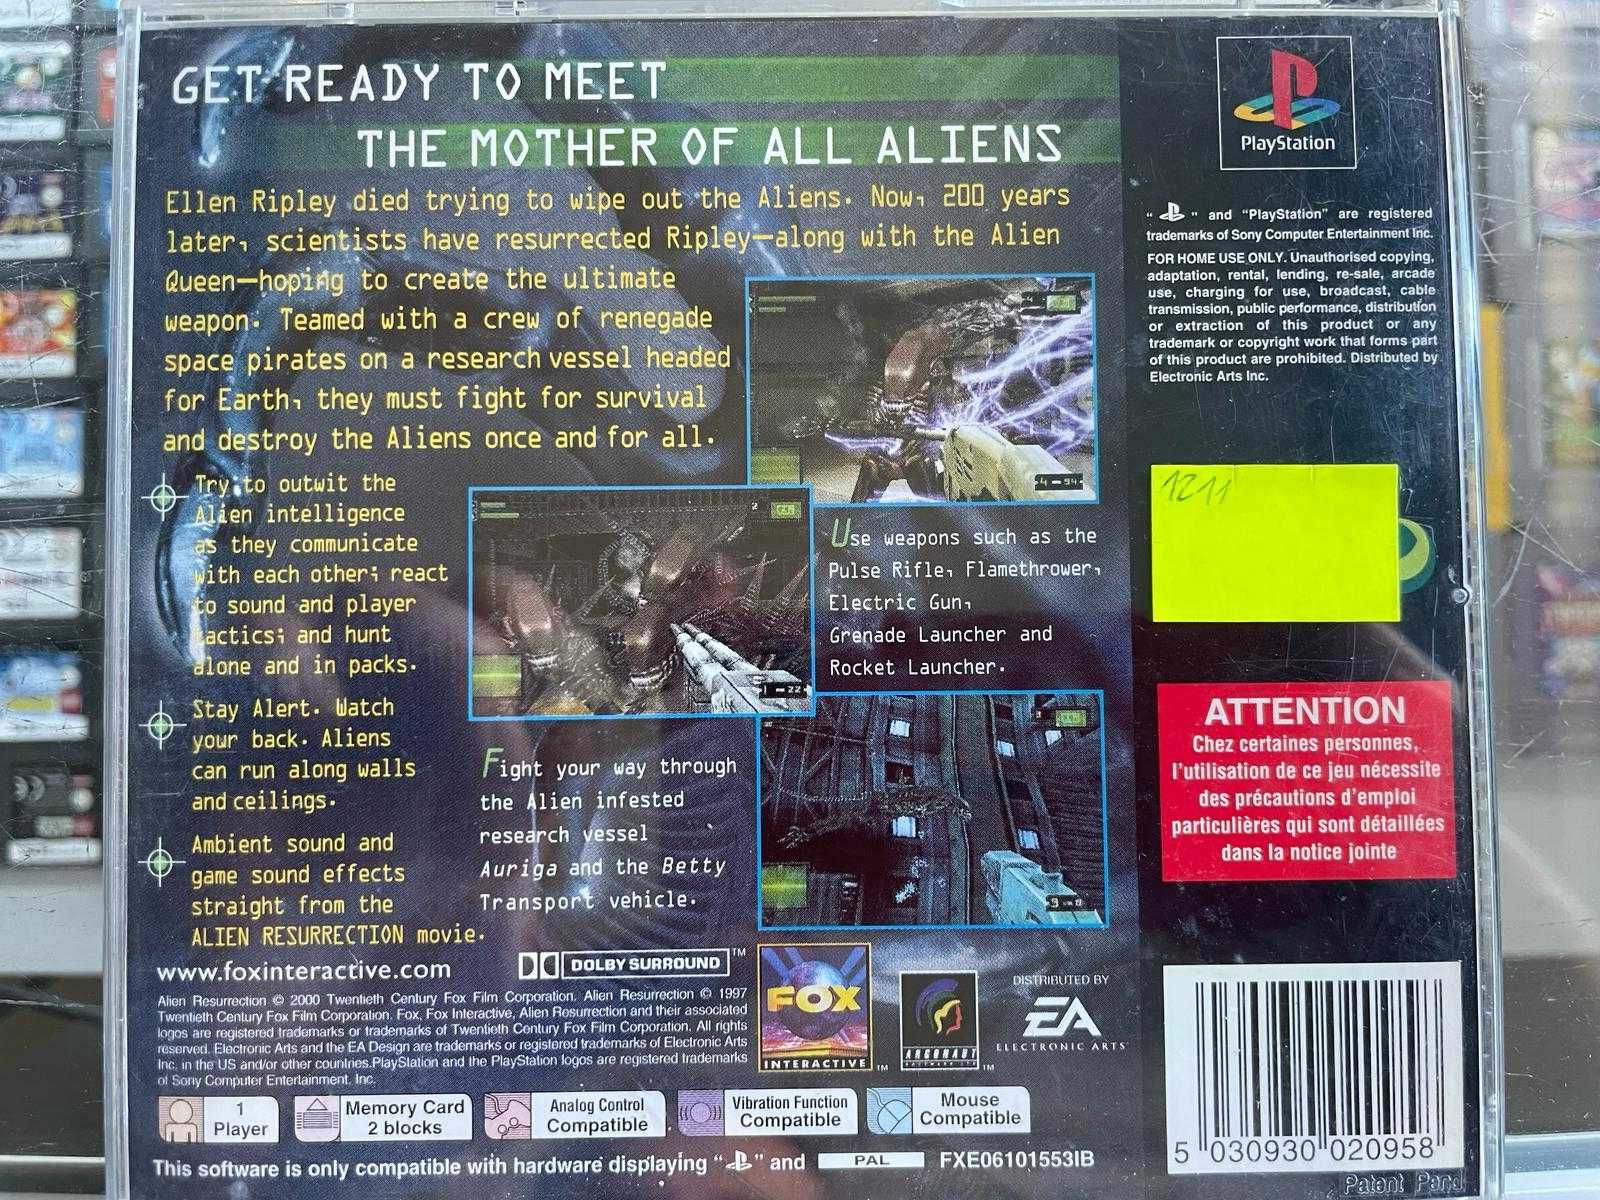 GET READY TO MEET
THE MOTHER OF ALL ALIENS
Ellen Ripley died trying to wipe out the Aliens. Now, 200 years
later, scientists have resurrected Ripley—along with the Alien
Queen—hoping to create the ultimate
weapon. Teamed with a crew of renegade
space pirates on a research vessel headed
for Earth, they must fight for survival
and destroy the Aliens once and for all.
Try to outwit the
Alien intelligence
as they communicate
with each other; react
to sound and player
tactics; and hunt
alone and in packs.
Stay Alert. Watch
your back. Aliens
can run along walls
and ceilings.
Ambient sound and
game sound effects
straight from the
ALIEN RESURRECTION movie.
Use weapons such as the
Pulse Rifle, Flamethrower,
Electric Gun,
Grenade Launcher and
Rocket Launcher.
Fight your way through
the Alien infested
research vessel
Auriga and the Betty
Transport vehicle.
www.foxinteractive.com
DOLBY SURROUND™
FOX
INTERACTIVE™
ARGONAUT
SOFTWARE LTD™
DISTRIBUTED BY
EA
ELECTRONIC ARTS™
Alien Resurrection © 2000 Twentieth Century Fox Film Corporation. Alien Resurrection © 1997
Twentieth Century Fox Film Corporation. Fox, Fox Interactive, Alien Resurrection and their associated
logos are registered trademarks or trademarks of Twentieth Century Fox Film Corporation. All rights
reserved. Electronic Arts and the EA Design are trademarks or registered trademarks of Electronic Arts
Inc. in the US and/or other countries.PlayStation and the PlayStation logos are registered trademarks
of Sony Computer Entertainment, Inc.
1
Player
Memory Card
2 blocks
Analog Control
Compatible
Vibration Function
Compatible
Mouse
Compatible
This software is only compatible with hardware displaying “ ” and PAL FXE06101553IB
PlayStation
“ ” and “PlayStation” are registered
trademarks of Sony Computer Entertainment Inc.
FOR HOME USE ONLY. Unauthorised copying,
adaptation, rental, lending, re-sale, arcade
use, charging for use, broadcast, cable
transmission, public performance, distribution
or extraction of this product or any
trademark or copyright work that forms part
of this product are prohibited. Distributed by
Electronic Arts Inc.
1211
ATTENTION
Chez certaines personnes,
l'utilisation de ce jeu nécessite
des précautions d'emploi
particulières qui sont détaillées
dans la notice jointe
5 030930 020958
Patent Pend